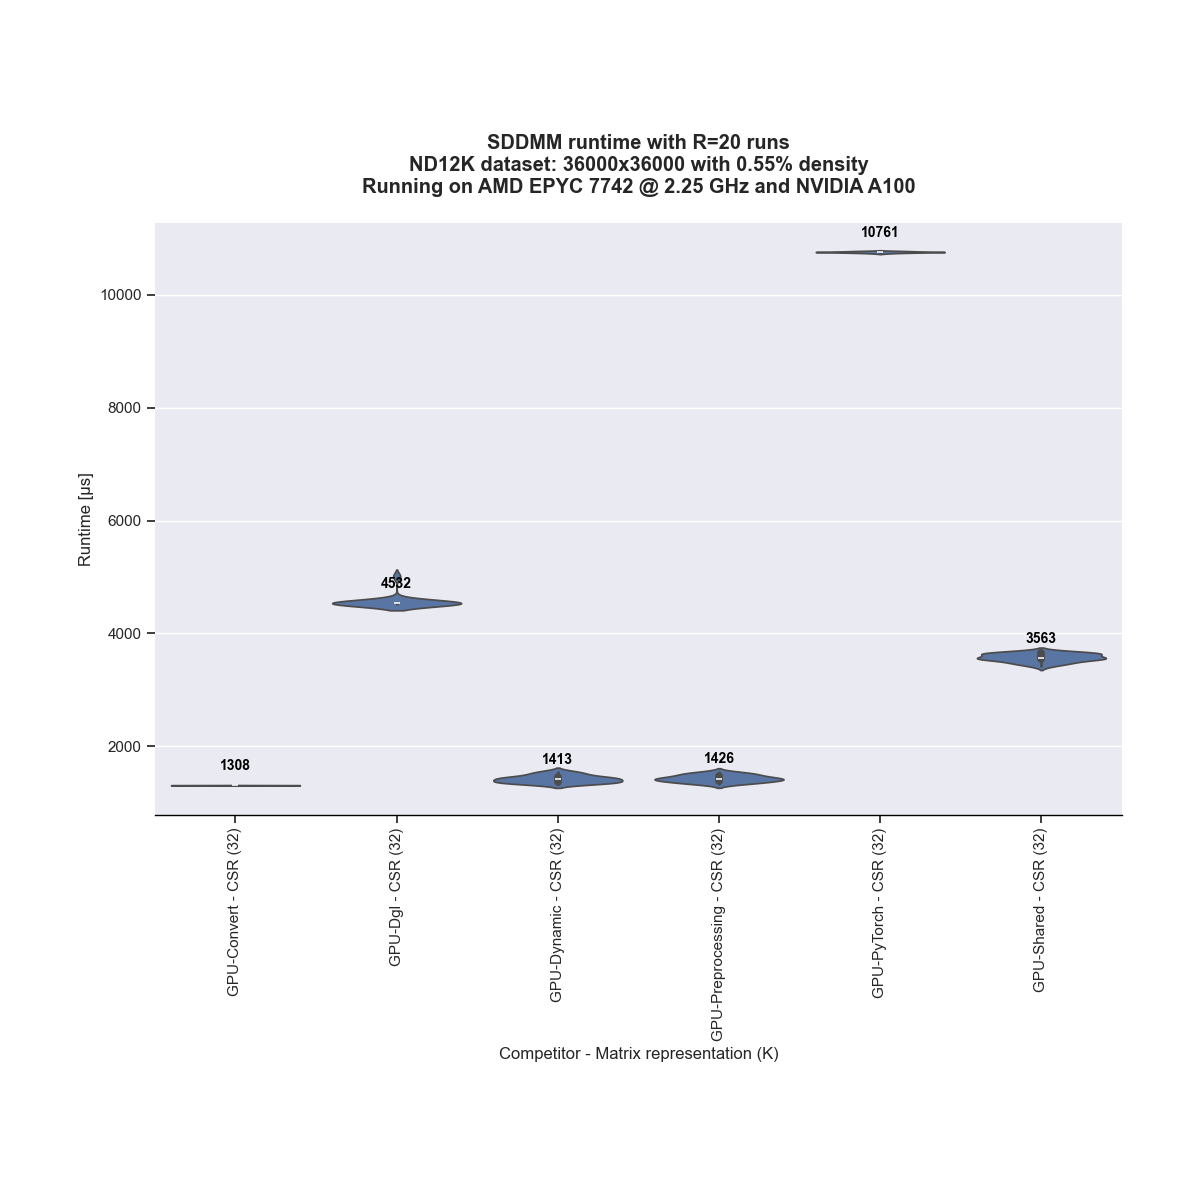 SDDMM runtime with R=20 runs
ND12K dataset: 36000x36000 with 0.55% density
Running on AMD EPYC 7742 @ 2.25 GHz and NVIDIA A100
10761
10000
8000
6000
Runtime [µs]
4532
4000
3563
2000
1308
1413
1426
GPU-Convert - CSR (32)
GPU-Dgl - CSR (32)
GPU-Dynamic - CSR (32)
GPU-Preprocessing - CSR (32)
GPU-PyTorch - CSR (32)
GPU-Shared - CSR (32)
Competitor - Matrix representation (K)